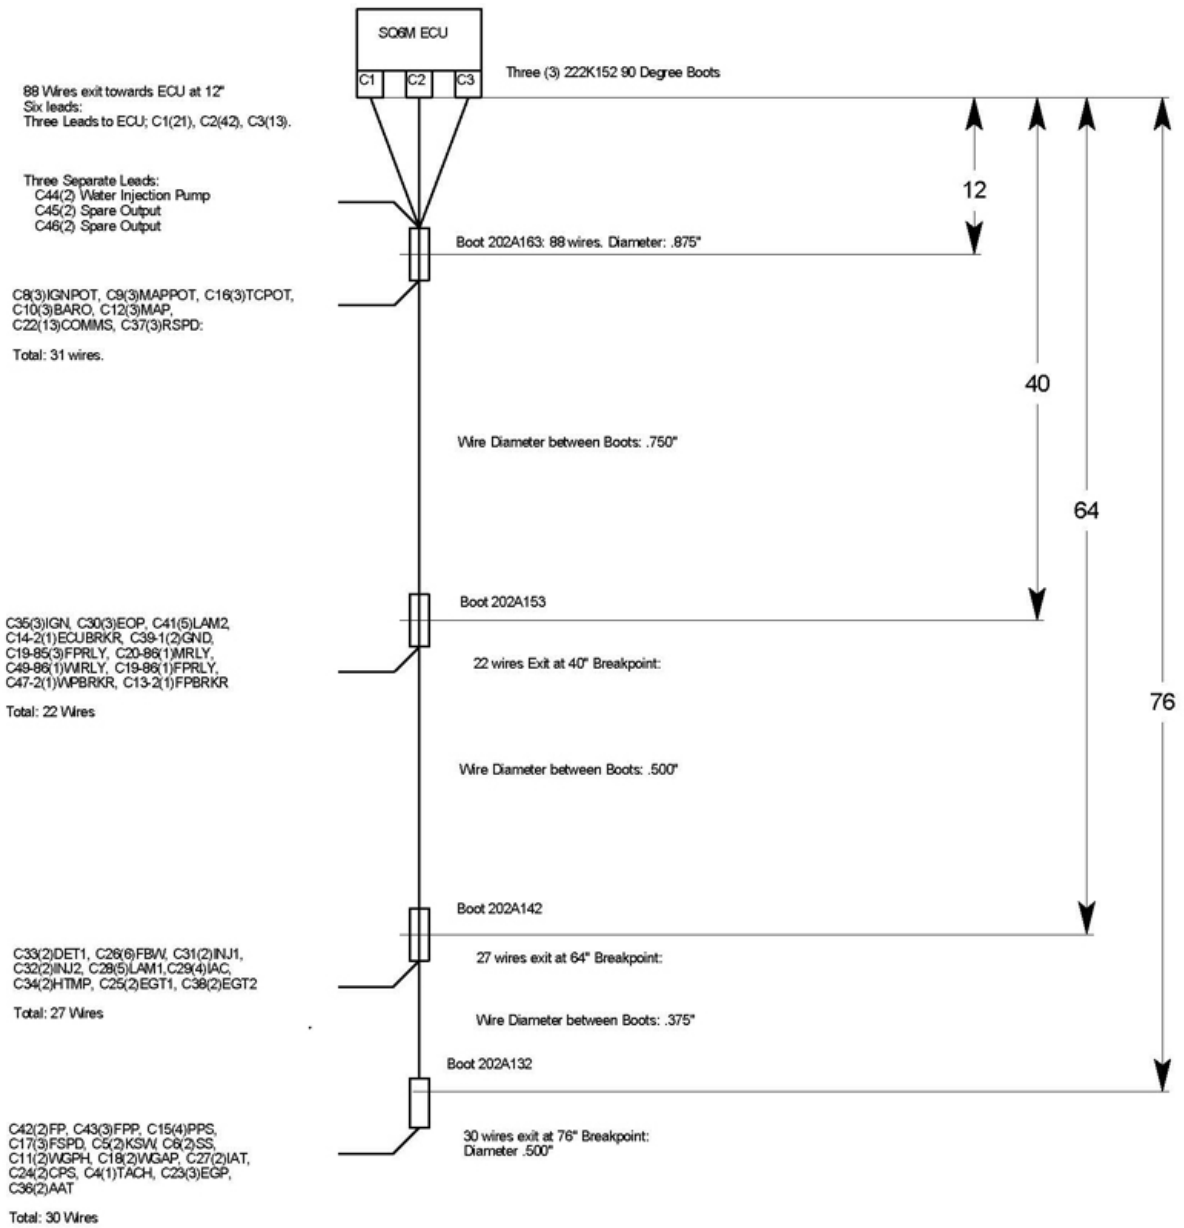 SQ6M ECU
C1 C2 C3
Three (3) 222K152 90 Degree Boots
88 Wires exit towards ECU at 12"
Six leads:
Three Leads to ECU; C1(21), C2(42), C3(13).
Three Separate Leads:
C44(2) Water Injection Pump
C45(2) Spare Output
C46(2) Spare Output
12
Boot 202A163: 88 wires. Diameter: .875"
C8(3)IGNPOT, C9(3)MAPPOT, C16(3)TCPOT,
C10(3)BARO, C12(3)MAP,
C22(13)COMMS, C37(3)RSPD:
Total: 31 wires.
40
Wire Diameter between Boots: .750"
64
Boot 202A153
C35(3)IGN, C30(3)EOP, C41(5)LAM2,
C14-2(1)ECUBRKR, C39-1(2)GND,
C19-85(3)FPRLY, C20-86(1)MRLY,
C49-86(1)WIRLY, C19-86(1)FPRLY,
C47-2(1)WPBRKR, C13-2(1)FPBRKR
Total: 22 Wires
22 wires Exit at 40" Breakpoint:
76
Wire Diameter between Boots: .500"
Boot 202A142
C33(2)DET1, C26(6)FBW, C31(2)INJ1,
C32(2)INJ2, C28(5)LAM1,C29(4)IAC,
C34(2)HTMP, C25(2)EGT1, C38(2)EGT2
Total: 27 Wires
27 wires exit at 64" Breakpoint:
Wire Diameter between Boots: .375"
Boot 202A132
C42(2)FP, C43(3)FPP, C15(4)PPS,
C17(3)FSPD, C5(2)KSW, C6(2)SS,
C11(2)WGPH, C18(2)WGAP, C27(2)IAT,
C24(2)CPS, C4(1)TACH, C23(3)EGP,
C36(2)AAT
Total: 30 Wires
30 wires exit at 76" Breakpoint:
Diameter .500"